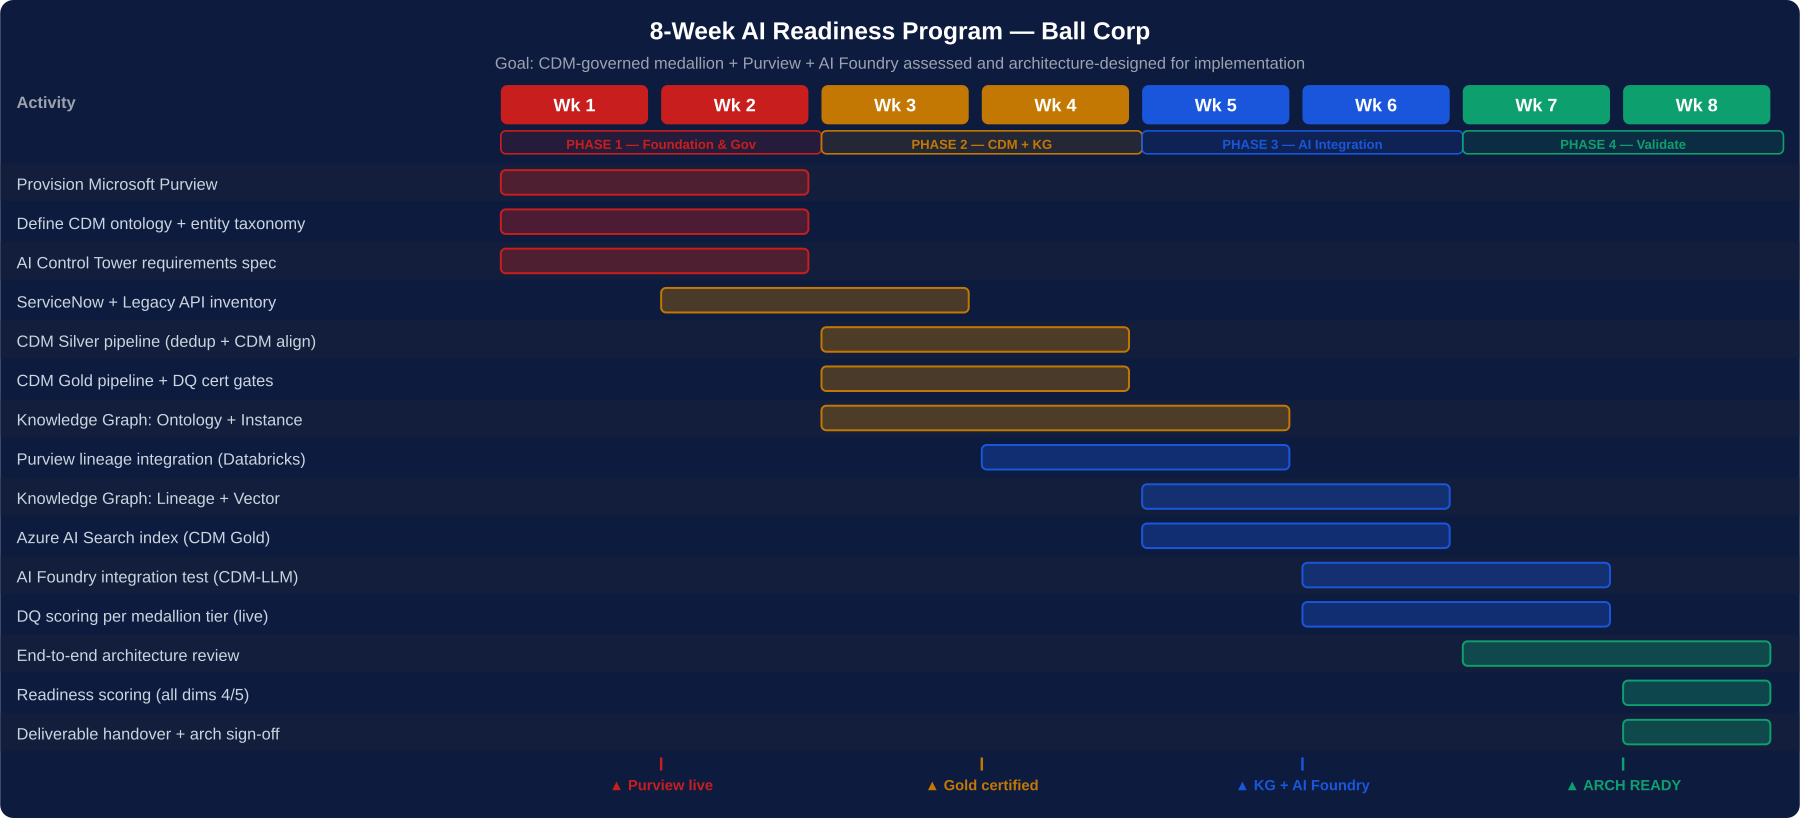 8-Week AI Readiness Program — Ball Corp
Goal: CDM-governed medallion + Purview + AI Foundry assessed and architecture-designed for implementation
Activity
Wk 1
Wk 2
Wk 3
Wk 4
Wk 5
Wk 6
Wk 7
Wk 8
PHASE 1 — Foundation & Gov
PHASE 2 — CDM + KG
PHASE 3 — AI Integration
PHASE 4 — Validate
Provision Microsoft Purview
Define CDM ontology + entity taxonomy
AI Control Tower requirements spec
ServiceNow + Legacy API inventory
CDM Silver pipeline (dedup + CDM align)
CDM Gold pipeline + DQ cert gates
Knowledge Graph: Ontology + Instance
Purview lineage integration (Databricks)
Knowledge Graph: Lineage + Vector
Azure AI Search index (CDM Gold)
AI Foundry integration test (CDM-LLM)
DQ scoring per medallion tier (live)
End-to-end architecture review
Readiness scoring (all dims 4/5)
Deliverable handover + arch sign-off
▲ Purview live
▲ Gold certified
▲ KG + AI Foundry
▲ ARCH READY